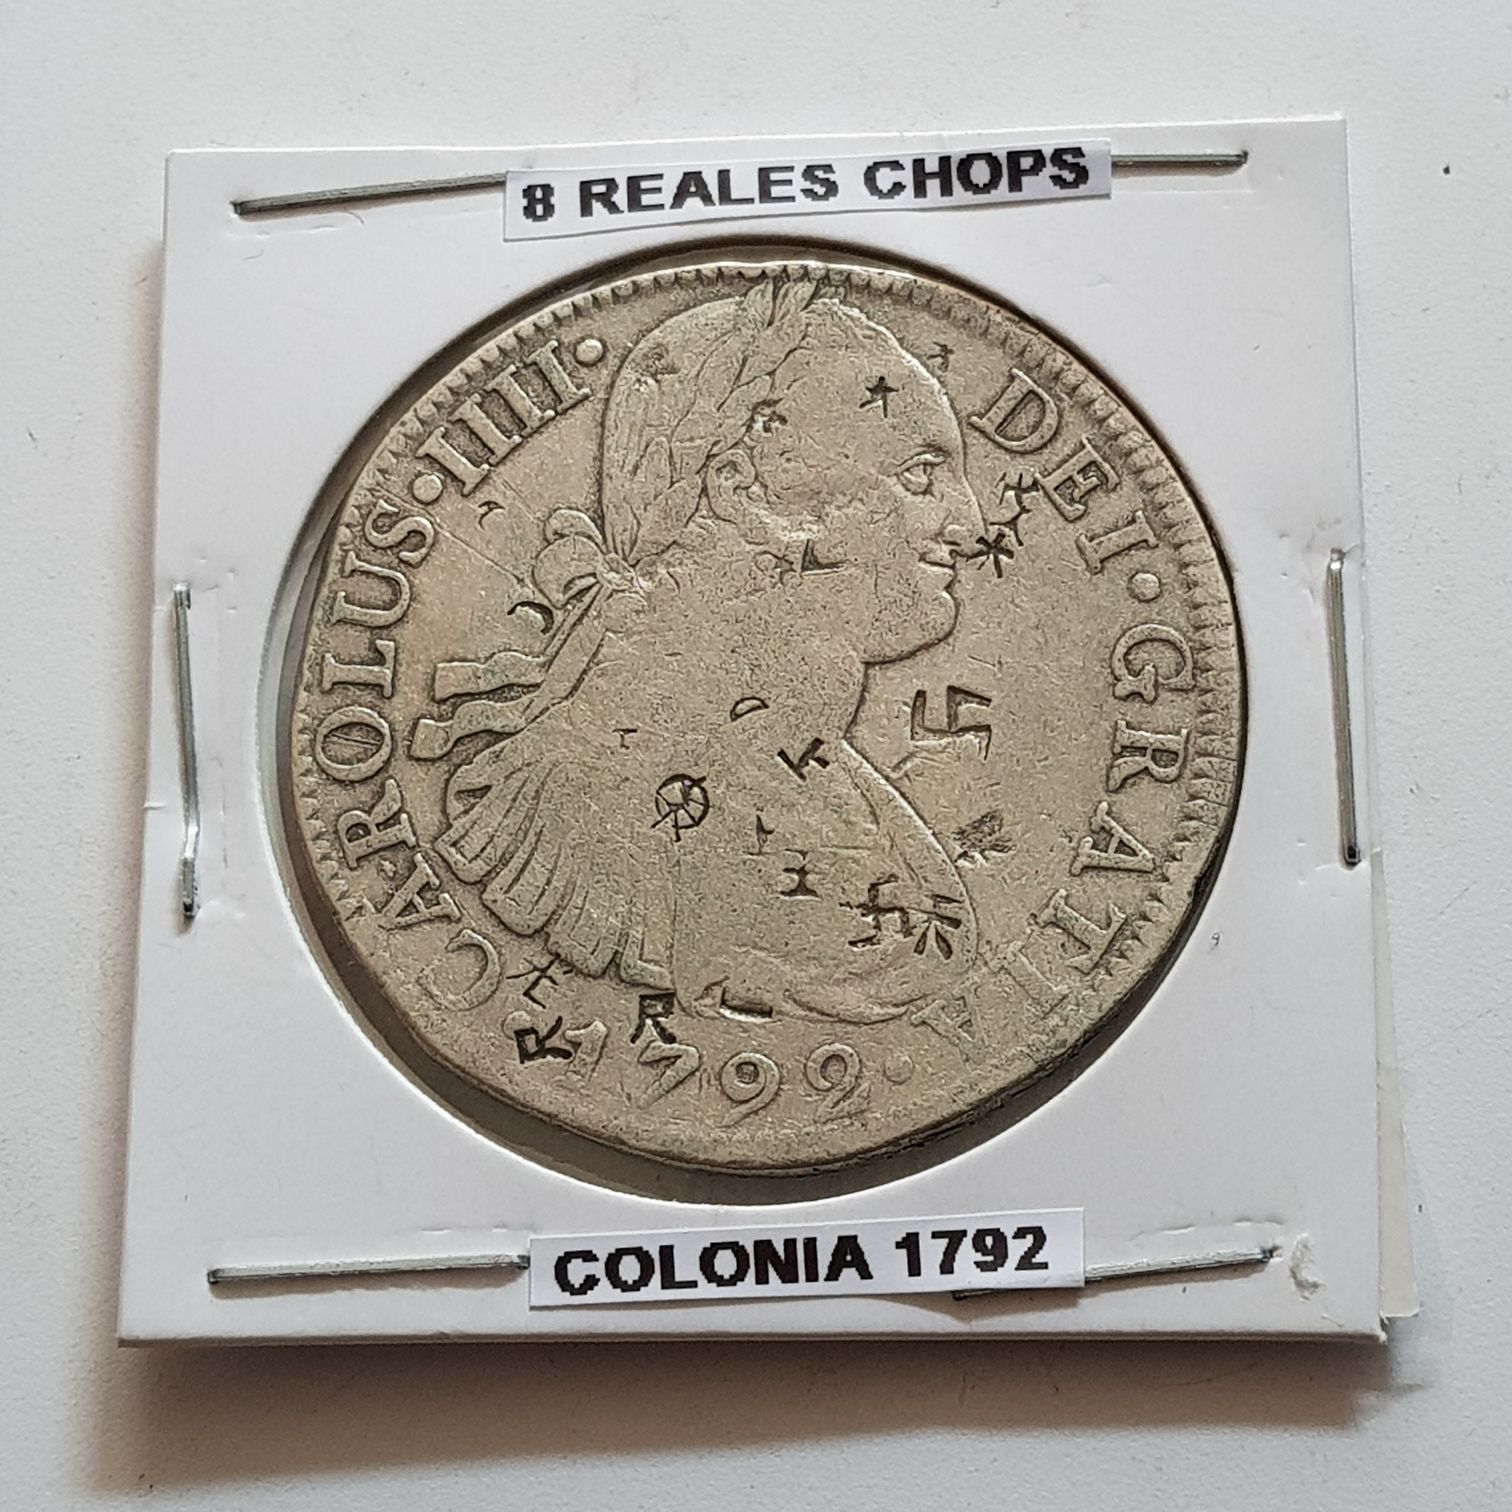 8 REALES CHOPS
CAROLUS·IIII· DEI·GRATIA
·1792·
COLONIA 1792